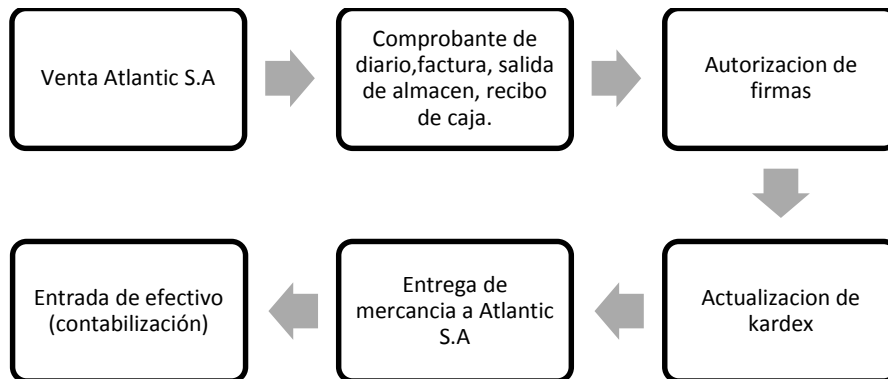 Venta Atlantic S.A
Comprobante de
diario,factura, salida
de almacen, recibo
de caja.
Autorizacion de
firmas
Actualizacion de
kardex
Entrega de
mercancia a Atlantic
S.A
Entrada de efectivo
(contabilización)